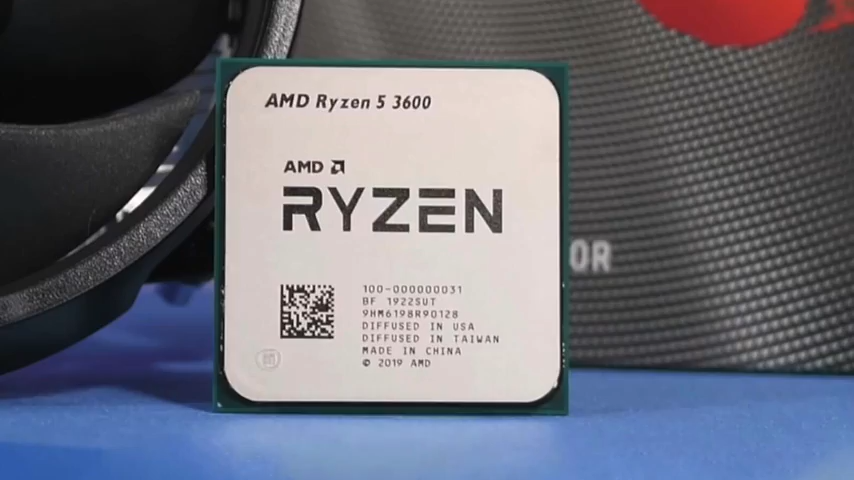 AMD Ryzen 5 3600
AMD
RYZEN
100-000000031
BF 1922SUT
9HM6198R90128
DIFFUSED IN USA
DIFFUSED IN TAIWAN
MADE IN CHINA
© 2019 AMD
OR